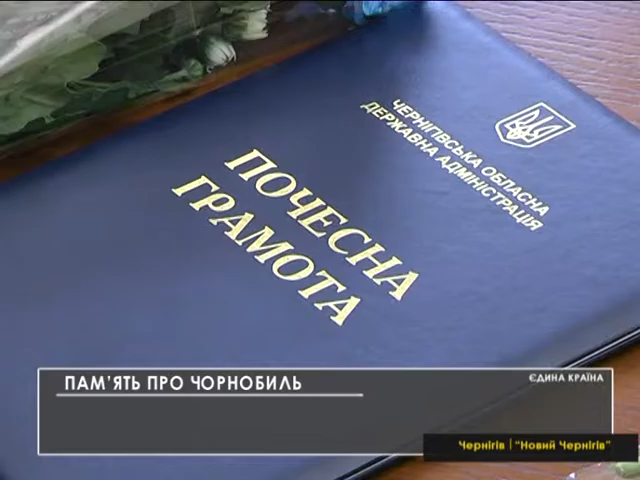 ЧЕРНІГІВСЬКА ОБЛАСНА
ДЕРЖАВНА АДМІНІСТРАЦІЯ
ПОЧЕСНА
ГРАМОТА
ПАМ'ЯТЬ ПРО ЧОРНОБИЛЬ
ЄДИНА КРАЇНА
Чернігів | "Новий Чернігів"